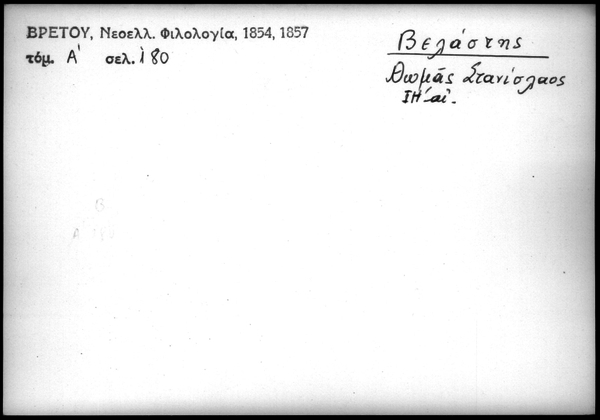 ΒΡΕΤΟΥ, Νεοελλ. Φιλολογία, 1854, 1857
τόμ. Α' σελ. 180
Βελάστης
Θωμᾶς Στανίσλαος
ΙΗ' αἰ.